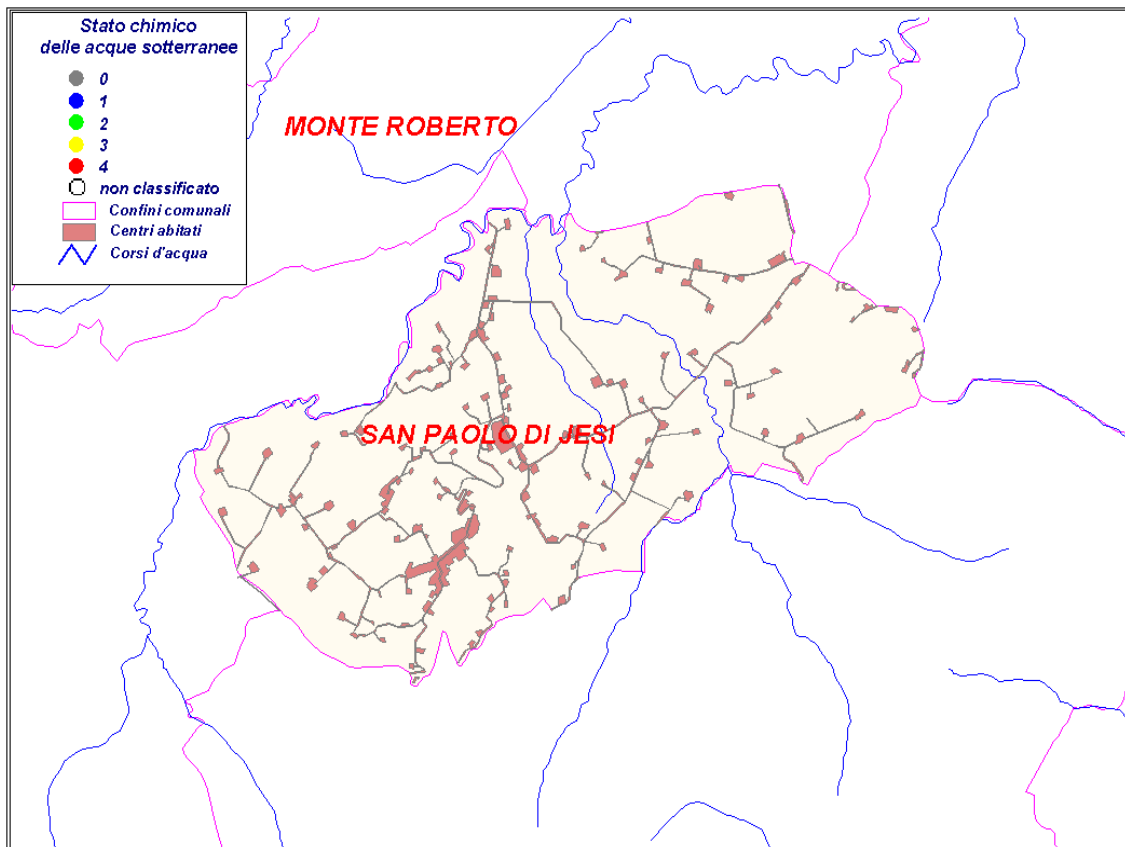 Stato chimico
delle acque sotterranee
0
1
2
3
4
non classificato
Confini comunali
Centri abitati
Corsi d'acqua
MONTE ROBERTO
SAN PAOLO DI JESI